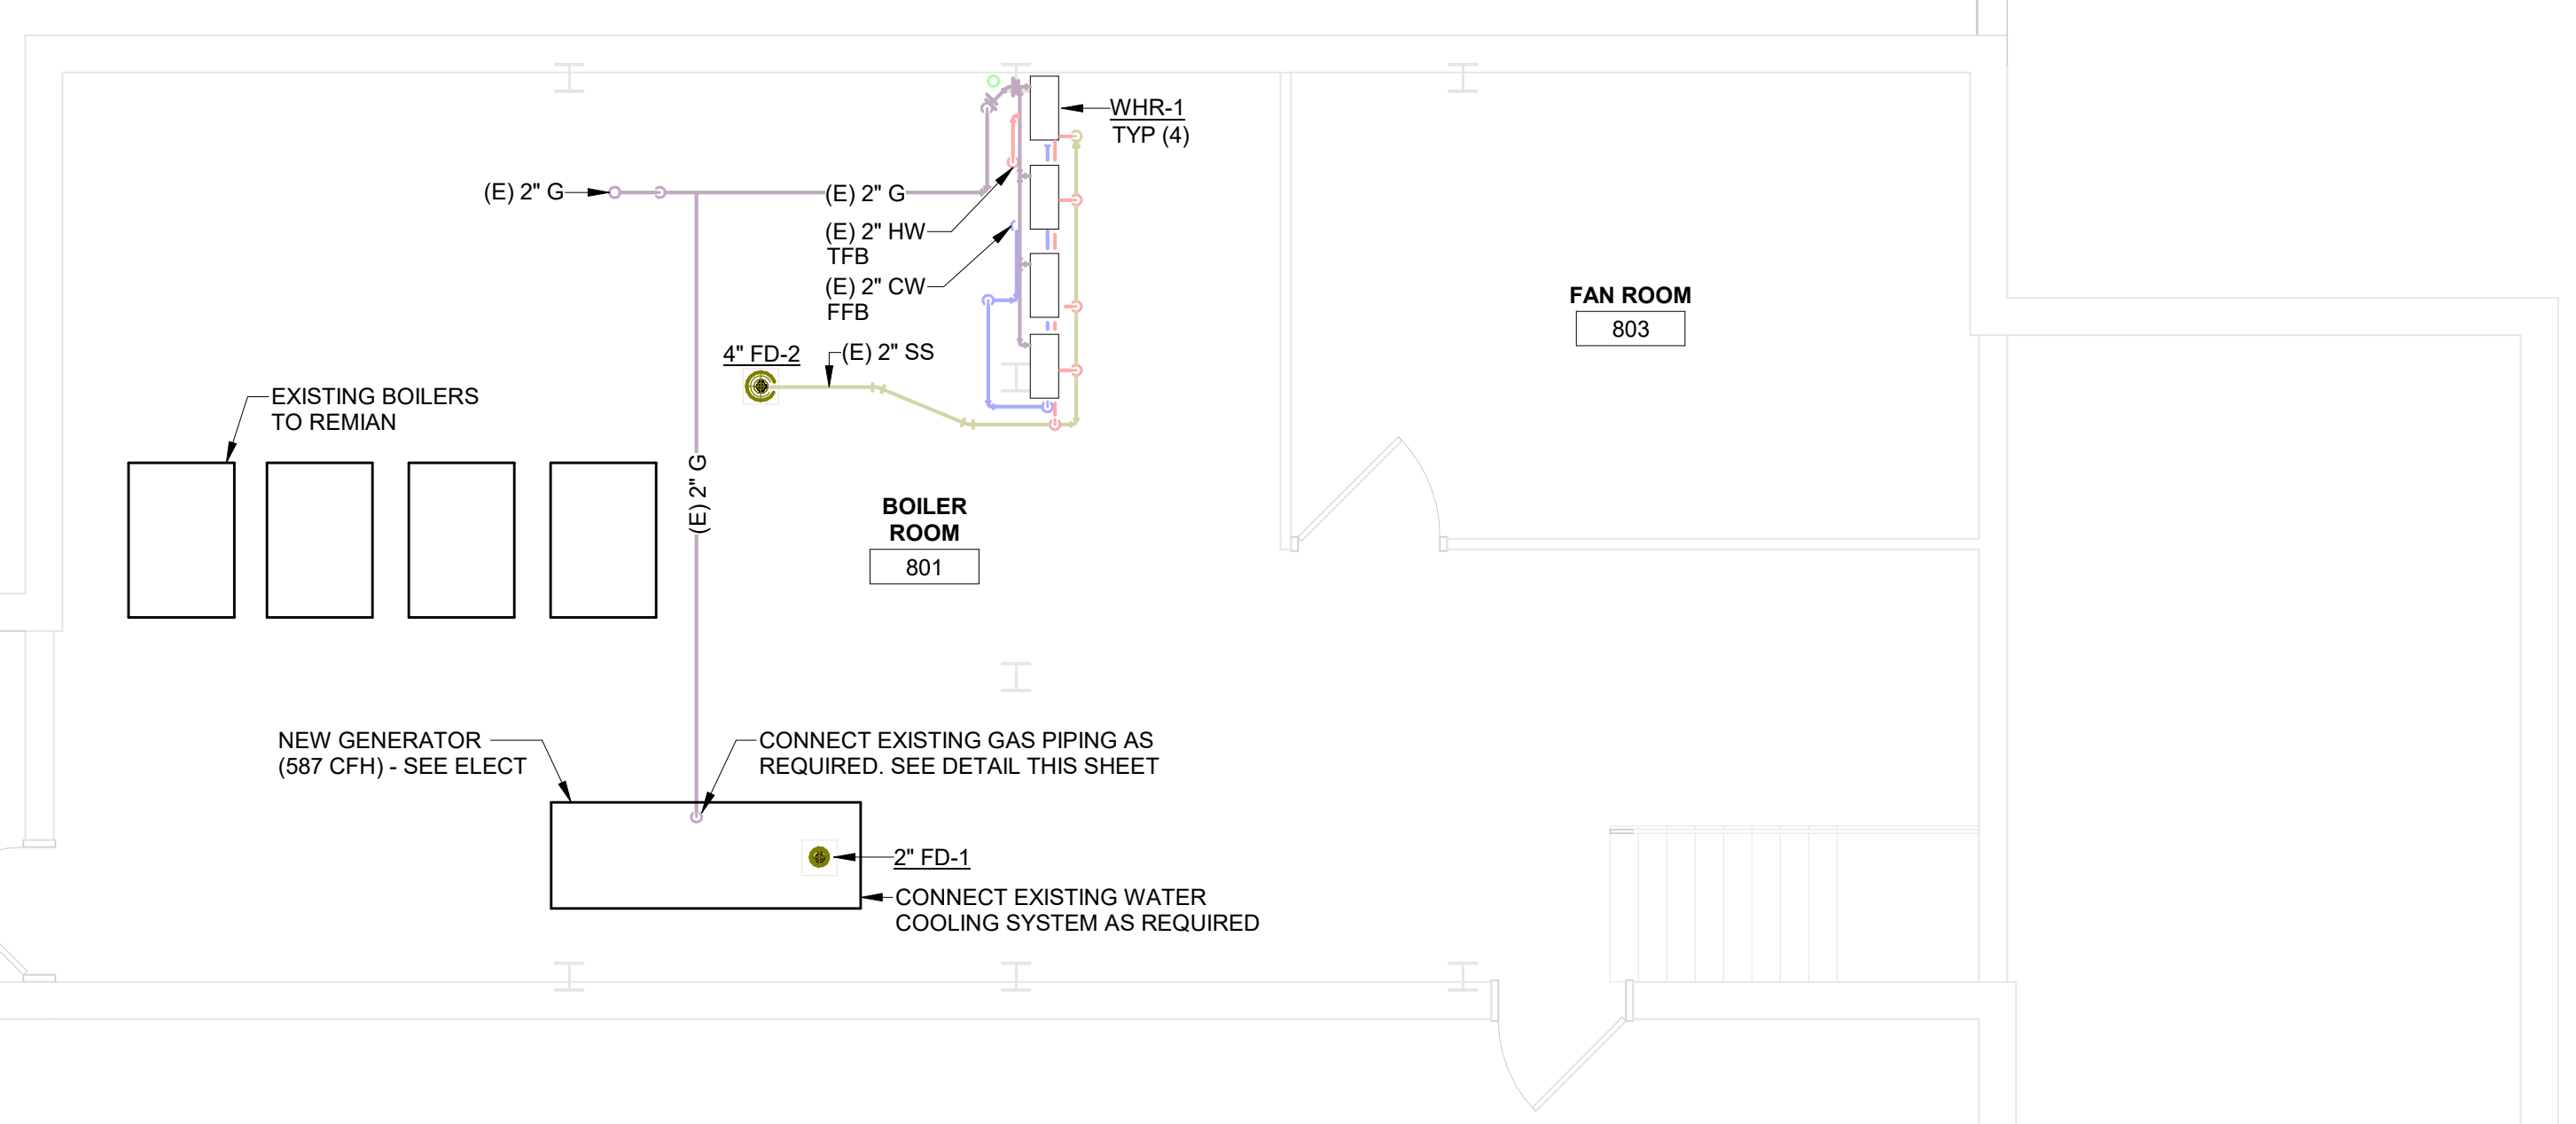 WHR-1
TYP (4)
(E) 2" G
(E) 2" G
(E) 2" HW
TFB
(E) 2" CW
FFB
FAN ROOM
803
4" FD-2
(E) 2" SS
EXISTING BOILERS
TO REMIAN
(E) 2" G
BOILER
ROOM
801
NEW GENERATOR
(587 CFH) - SEE ELECT
CONNECT EXISTING GAS PIPING AS
REQUIRED. SEE DETAIL THIS SHEET
2" FD-1
CONNECT EXISTING WATER
COOLING SYSTEM AS REQUIRED